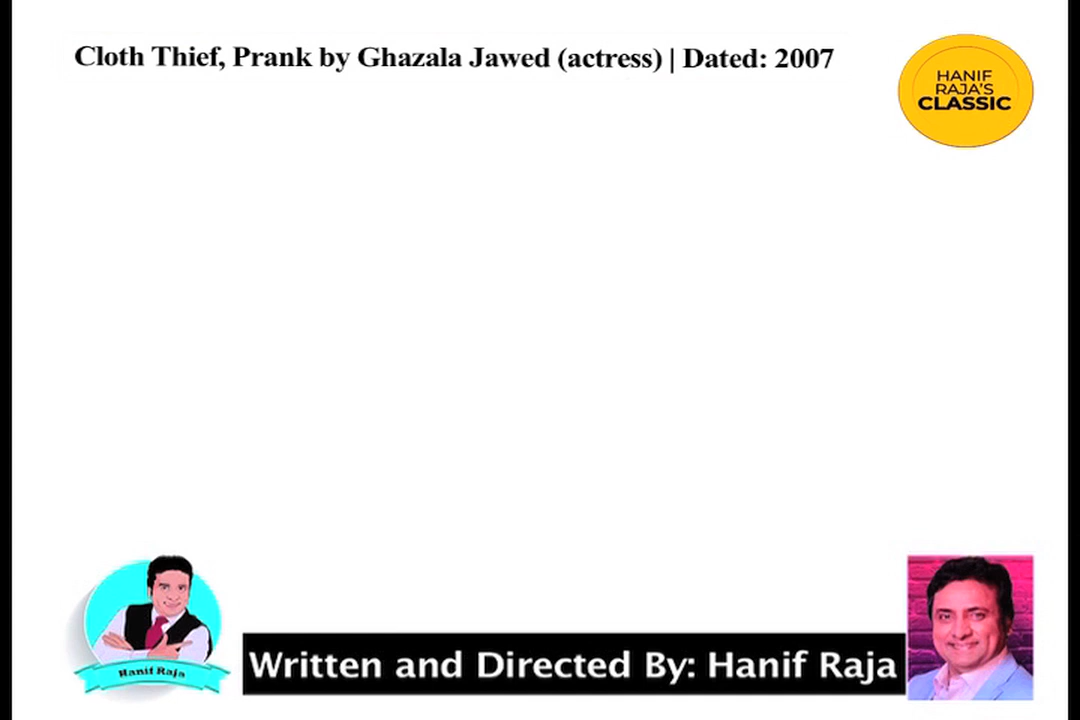 Cloth Thief, Prank by Ghazala Jawed (actress) | Dated: 2007
HANIF
RAJA'S
CLASSIC
Hanif Raja
Written and Directed By: Hanif Raja